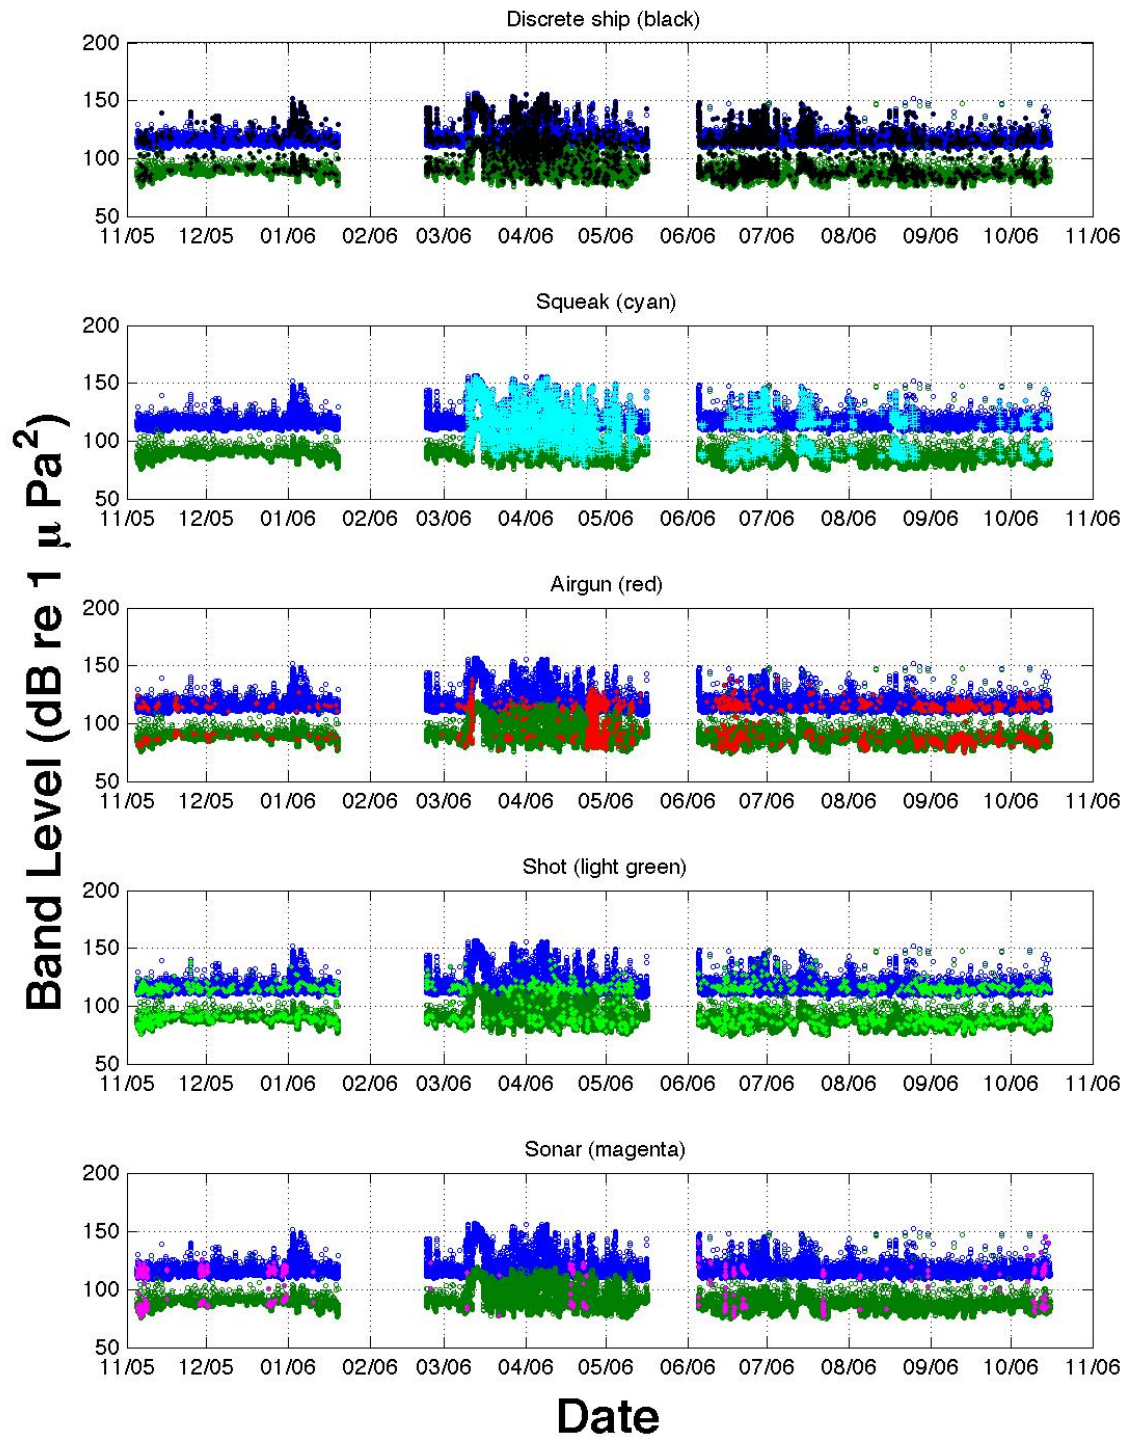 Discrete ship (black)
200
150
100
50
11/05 12/05 01/06 02/06 03/06 04/06 05/06 06/06 07/06 08/06 09/06 10/06 11/06
Squeak (cyan)
200
150
100
50
11/05 12/05 01/06 02/06 03/06 04/06 05/06 06/06 07/06 08/06 09/06 10/06 11/06
Airgun (red)
200
150
100
50
11/05 12/05 01/06 02/06 03/06 04/06 05/06 06/06 07/06 08/06 09/06 10/06 11/06
Shot (light green)
200
150
100
50
11/05 12/05 01/06 02/06 03/06 04/06 05/06 06/06 07/06 08/06 09/06 10/06 11/06
Sonar (magenta)
200
150
100
50
11/05 12/05 01/06 02/06 03/06 04/06 05/06 06/06 07/06 08/06 09/06 10/06 11/06
Band Level (dB re 1 μ Pa²)
Date